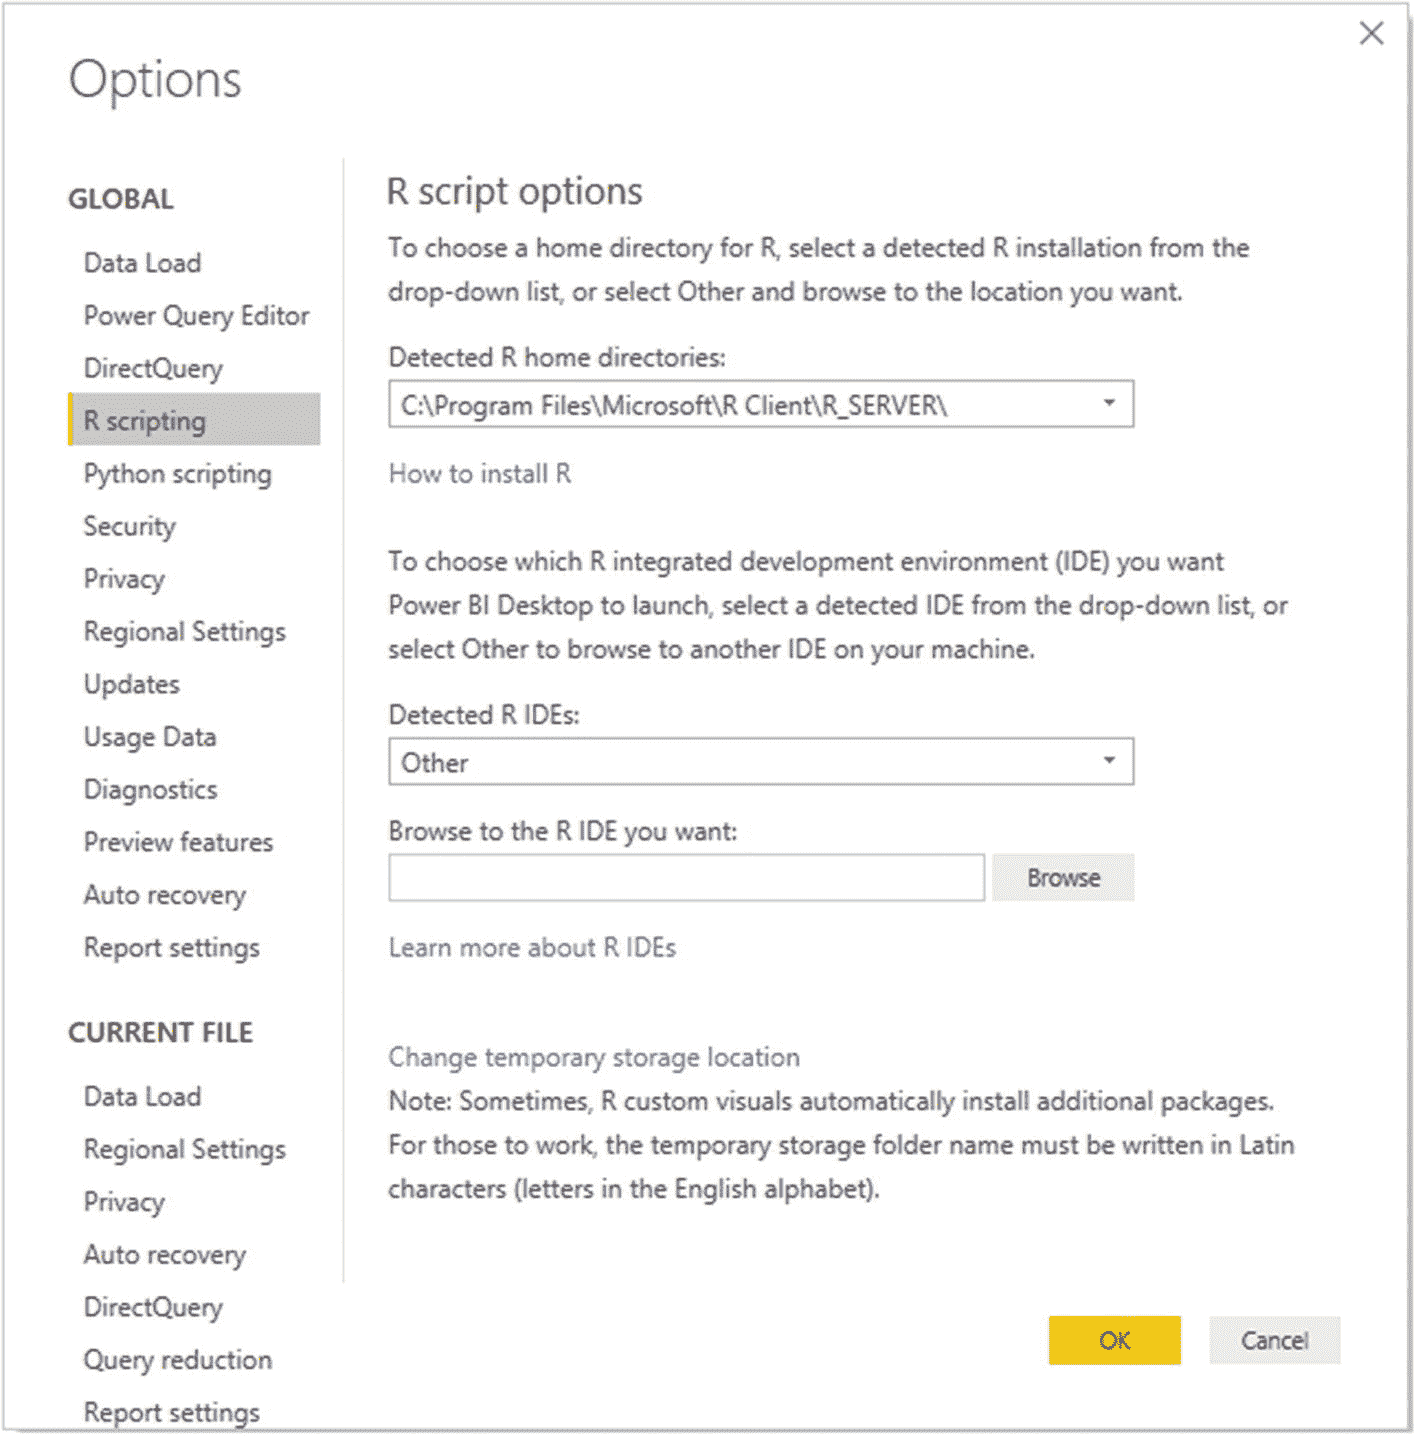 Options
GLOBAL
Data Load
Power Query Editor
DirectQuery
R scripting
Python scripting
Security
Privacy
Regional Settings
Updates
Usage Data
Diagnostics
Preview features
Auto recovery
Report settings
CURRENT FILE
Data Load
Regional Settings
Privacy
Auto recovery
DirectQuery
Query reduction
Report settings
R script options
To choose a home directory for R, select a detected R installation from the
drop-down list, or select Other and browse to the location you want.
Detected R home directories:
C:\Program Files\Microsoft\R Client\R_SERVER\
How to install R
To choose which R integrated development environment (IDE) you want
Power BI Desktop to launch, select a detected IDE from the drop-down list, or
select Other to browse to another IDE on your machine.
Detected R IDEs:
Other
Browse to the R IDE you want:
Browse
Learn more about R IDEs
Change temporary storage location
Note: Sometimes, R custom visuals automatically install additional packages.
For those to work, the temporary storage folder name must be written in Latin
characters (letters in the English alphabet).
OK
Cancel